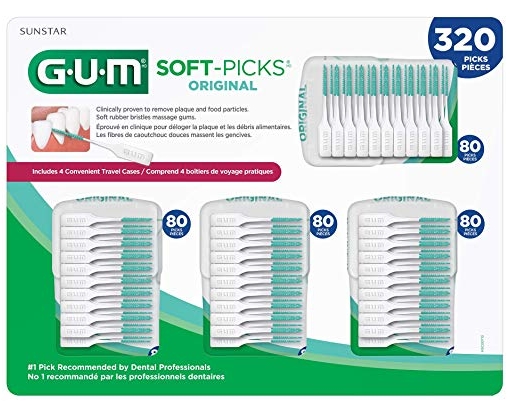 SUNSTAR
G·U·M®
SOFT-PICKS®
ORIGINAL
320
PICKS
PIÈCES
Clinically proven to remove plaque and food particles.
Soft rubber bristles massage gums.
Éprouvé en clinique pour déloger la plaque et les débris alimentaires.
Les fibres de caoutchouc douces massent les gencives.
Includes 4 Convenient Travel Cases / Comprend 4 boîtiers de voyage pratiques
ORIGINAL
80
PICKS
PIÈCES
ORIGINAL
80
PICKS
PIÈCES
ORIGINAL
80
PICKS
PIÈCES
ORIGINAL
80
PICKS
PIÈCES
#1 Pick Recommended by Dental Professionals
No 1 recommandé par les professionnels dentaires